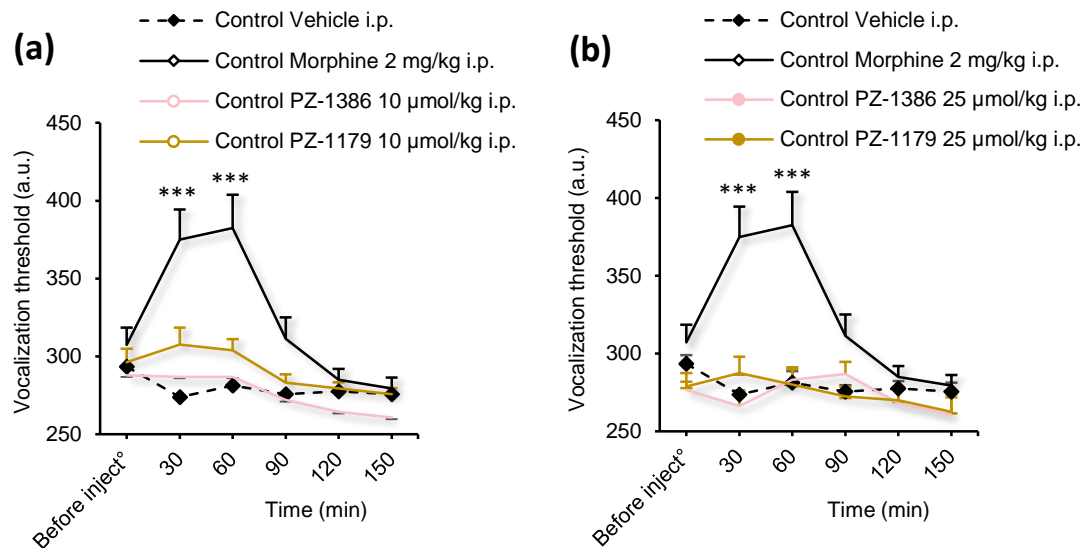 (a)
Control Vehicle i.p.
Control Morphine 2 mg/kg i.p.
Control PZ-1386 10 µmol/kg i.p.
Control PZ-1179 10 µmol/kg i.p.
Vocalization threshold (a.u.)
450
400
350
300
250
***
***
Before inject°
30
60
90
120
150
Time (min)
(b)
Control Vehicle i.p.
Control Morphine 2 mg/kg i.p.
Control PZ-1386 25 µmol/kg i.p.
Control PZ-1179 25 µmol/kg i.p.
Vocalization threshold (a.u.)
450
400
350
300
250
***
***
Before inject°
30
60
90
120
150
Time (min)